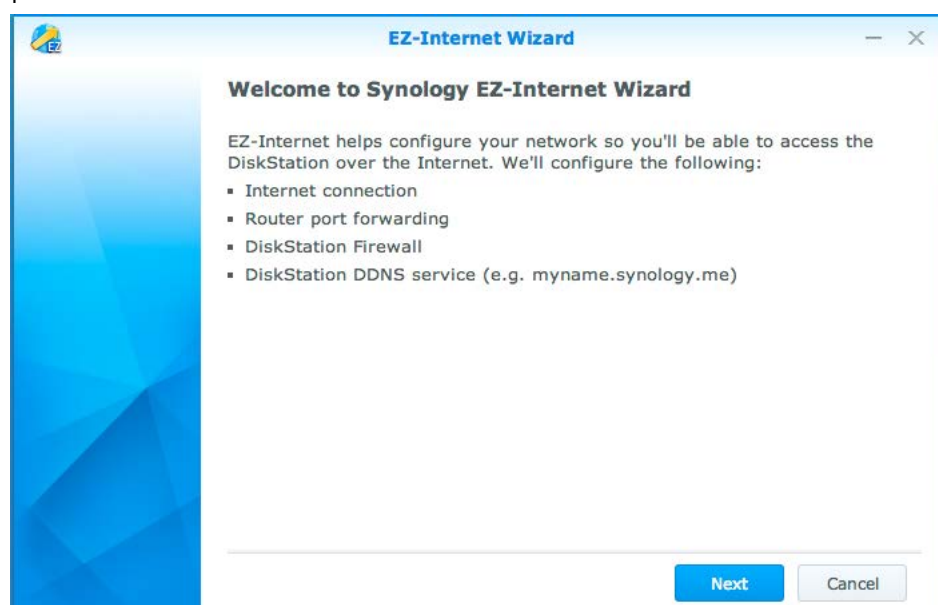 EZ
EZ-Internet Wizard
Welcome to Synology EZ-Internet Wizard
EZ-Internet helps configure your network so you'll be able to access the
DiskStation over the Internet. We'll configure the following:
▪ Internet connection
▪ Router port forwarding
▪ DiskStation Firewall
▪ DiskStation DDNS service (e.g. myname.synology.me)
Next Cancel